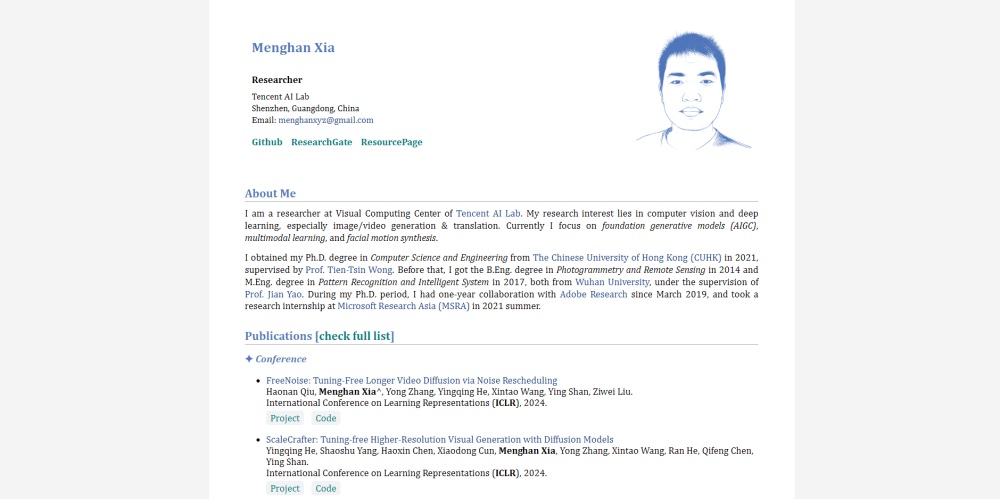 Menghan Xia
Researcher
Tencent AI Lab
Shenzhen, Guangdong, China
Email: menghanxyz@gmail.com
Github ResearchGate ResourcePage
About Me
I am a researcher at Visual Computing Center of Tencent AI Lab. My research interest lies in computer vision and deep
learning, especially image/video generation & translation. Currently I focus on foundation generative models (AIGC),
multimodal learning, and facial motion synthesis.
I obtained my Ph.D. degree in Computer Science and Engineering from The Chinese University of Hong Kong (CUHK) in 2021,
supervised by Prof. Tien-Tsin Wong. Before that, I got the B.Eng. degree in Photogrammetry and Remote Sensing in 2014 and
M.Eng. degree in Pattern Recognition and Intelligent System in 2017, both from Wuhan University, under the supervision of
Prof. Jian Yao. During my Ph.D. period, I had one-year collaboration with Adobe Research since March 2019, and took a
research internship at Microsoft Research Asia (MSRA) in 2021 summer.
Publications [check full list]
✦ Conference
• FreeNoise: Tuning-Free Longer Video Diffusion via Noise Rescheduling
Haonan Qiu, Menghan Xia^, Yong Zhang, Yingqing He, Xintao Wang, Ying Shan, Ziwei Liu.
International Conference on Learning Representations (ICLR), 2024.
Project Code
• ScaleCrafter: Tuning-free Higher-Resolution Visual Generation with Diffusion Models
Yingqing He, Shaoshu Yang, Haoxin Chen, Xiaodong Cun, Menghan Xia, Yong Zhang, Xintao Wang, Ran He, Qifeng Chen,
Ying Shan.
International Conference on Learning Representations (ICLR), 2024.
Project Code